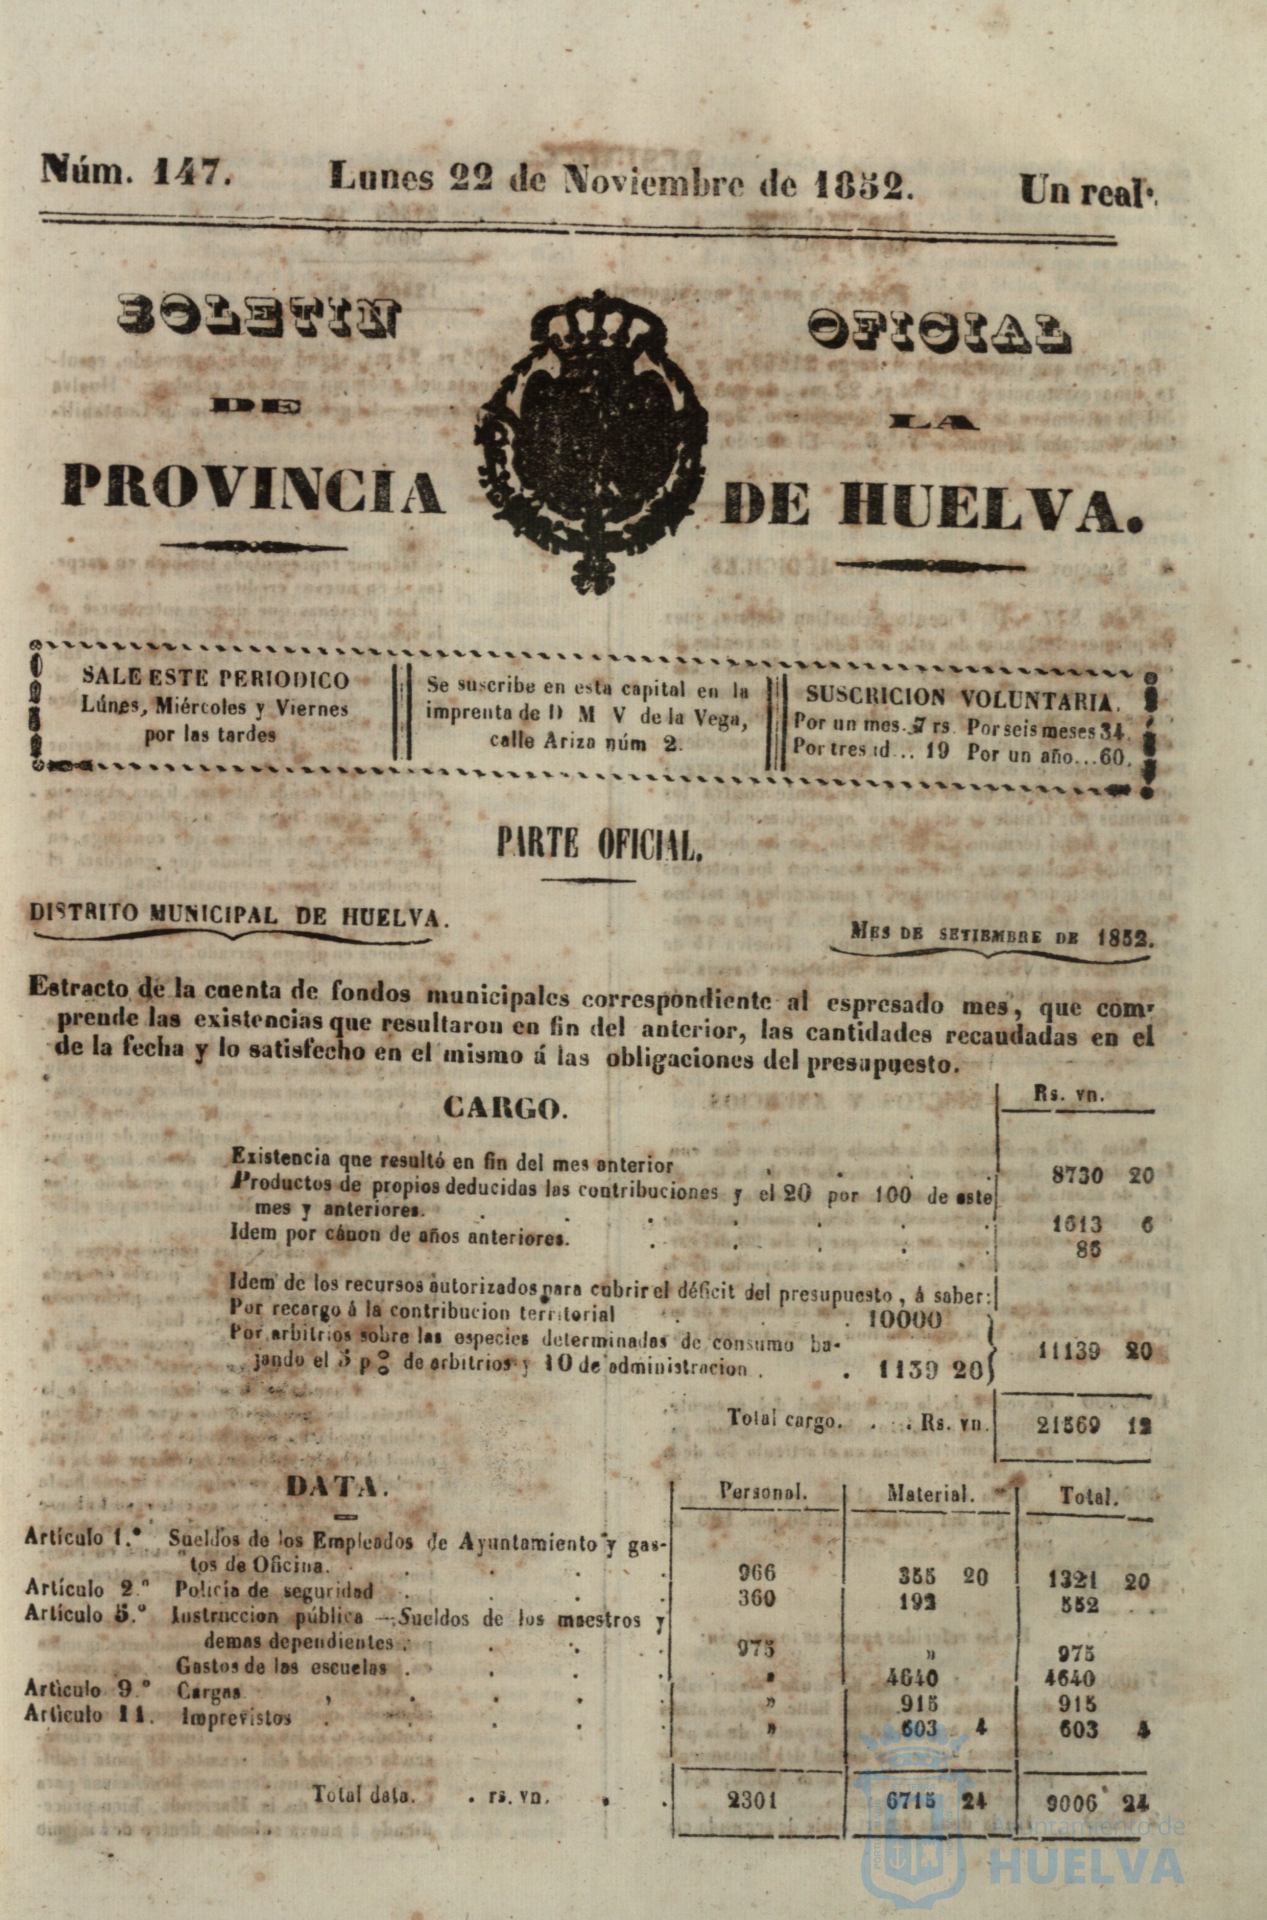 Núm. 147. Lunes 22 de Noviembre de 1852. Un real.
BOLETIN OFICIAL
DE LA
PROVINCIA DE HUELVA.
SALE ESTE PERIODICO
Lúnes, Miércoles y Viernes
por las tardes
Se suscribe en esta capital en la
imprenta de D M V de la Vega,
calle Ariza núm 2.
SUSCRICION VOLUNTARIA.
Por un mes. 7 rs. Por seis meses 34.
Por tres id... 19 Por un año...60.
PARTE OFICIAL.
DISTRITO MUNICIPAL DE HUELVA.
MES DE SETIEMBRE DE 1852.
Estracto de la cuenta de fondos municipales correspondiente al espresado mes, que com-
prende las existencias que resultaron en fin del anterior, las cantidades recaudadas en el
de la fecha y lo satisfecho en el mismo á las obligaciones del presupuesto.
CARGO. Rs. vn.
Existencia que resultó en fin del mes anterior . . . . 8730 20
Productos de propios deducidas las contribuciones y el 20 por 100 de este
mes y anteriores. . . . . . . 1613 6
Idem por cánon de años anteriores. . . . . . 85
Idem de los recursos autorizados para cubrir el déficit del presupuesto, á saber:
Por recargo á la contribucion territorial . . . 10000
Por arbitrios sobre las especies determinadas de consumo ba-
jando el 5 p% de arbitrios y 10 de administracion . . 1139 20
11139 20
Total cargo. . . . Rs. vn. 21569 12
DATA. Personal. Material. Total.
Artículo 1.º Sueldos de los Empleados de Ayuntamiento y gas-
tos de Oficina. . . . . 966 355 20 1321 20
Artículo 2.º Policía de seguridad . . . . 360 192 552 . .
Artículo 5.º Instruccion pública —Sueldos de los maestros y
demas dependientes . . . . 975 » 975
Gastos de las escuelas . . . . » 4640 4640
Artículo 9.º Cargas , . . . . » 915 915
Artículo 11. Imprevistos . . . . . » 603 4 603 4
Total data. . rs. vn. . . 2301 6715 24 9006 24
Ayuntamiento de
HUELVA